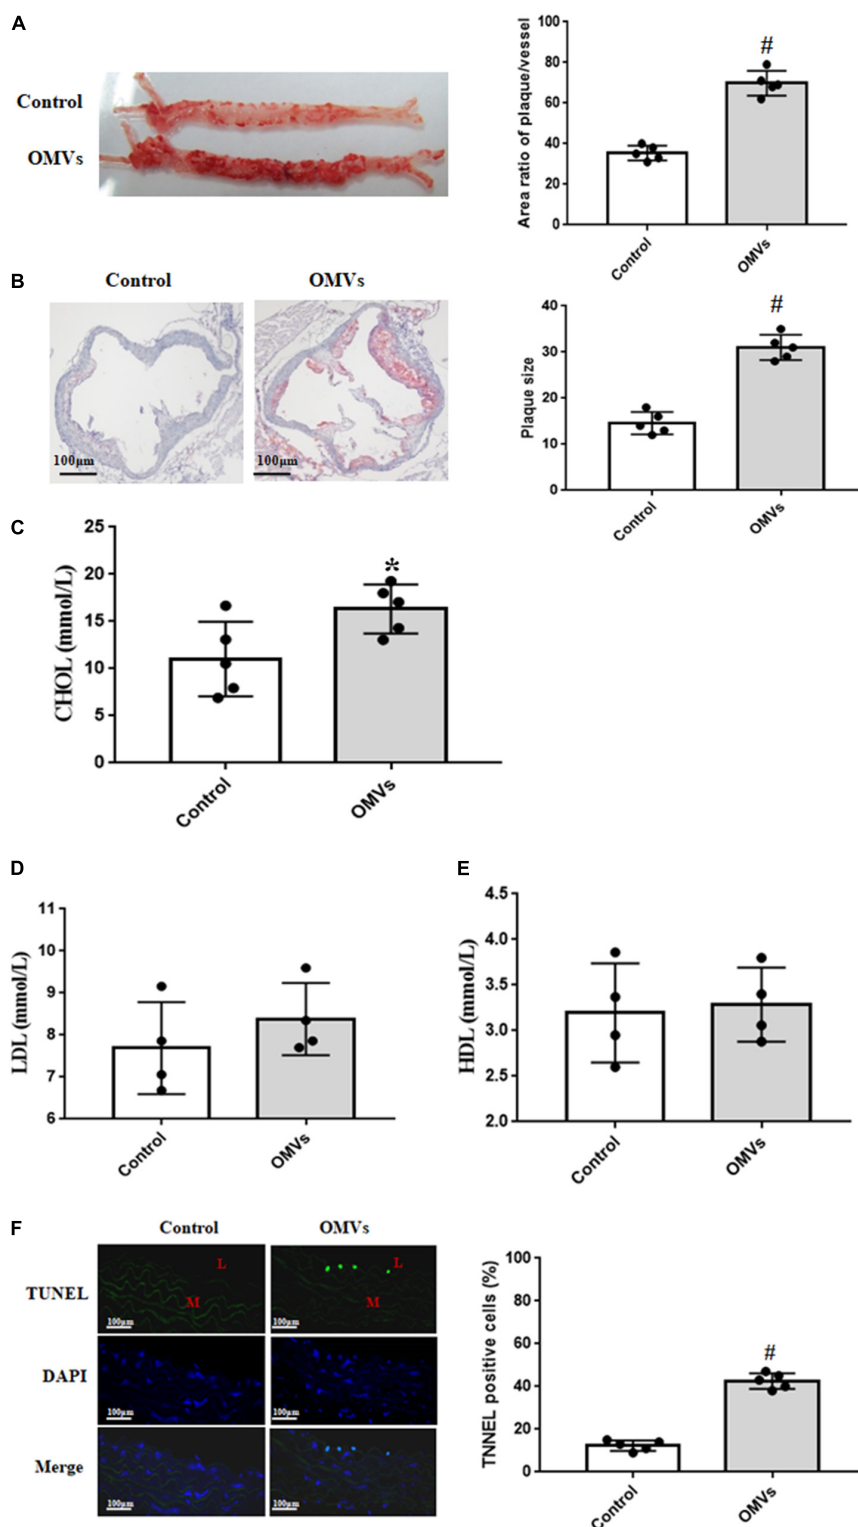 A
Control
OMVs
Area ratio of plaque/vessel
100
80
60
40
20
0
#
Control
OMVs
B
Control
OMVs
100μm
100μm
Plaque size
40
30
20
10
0
#
Control
OMVs
C
CHOL (mmol/L)
25
20
15
10
5
0
*
Control
OMVs
D
LDL (mmol/L)
11
10
9
8
7
6
Control
OMVs
E
HDL (mmol/L)
4.5
4.0
3.5
3.0
2.5
2.0
Control
OMVs
F
Control
OMVs
TUNEL
L
M
100μm
L
M
100μm
DAPI
100μm
100μm
Merge
100μm
100μm
TNNEL positive cells (%)
100
80
60
40
20
0
#
Control
OMVs